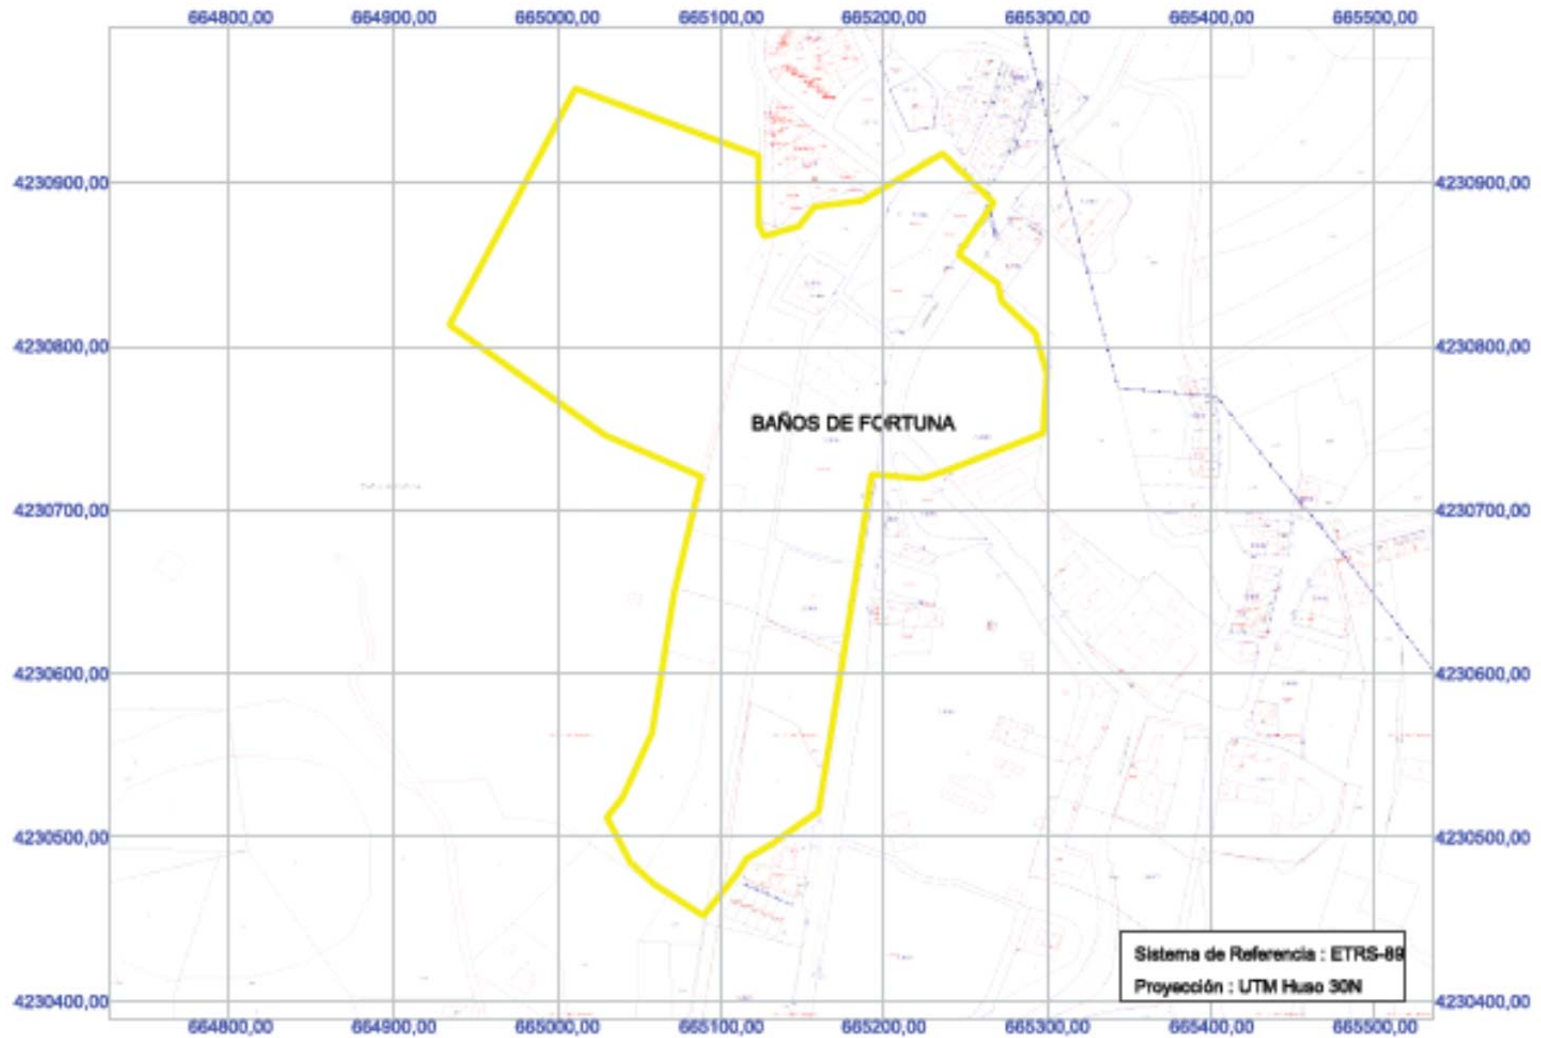 664800,00 664900,00 665000,00 665100,00 665200,00 665300,00 665400,00 665500,00
4230900,00 4230900,00
4230800,00 4230800,00
BAÑOS DE FORTUNA
4230700,00 4230700,00
4230600,00 4230600,00
4230500,00 4230500,00
Sistema de Referencia : ETRS-89
Proyección : UTM Huso 30N
4230400,00 4230400,00
664800,00 664900,00 665000,00 665100,00 665200,00 665300,00 665400,00 665500,00